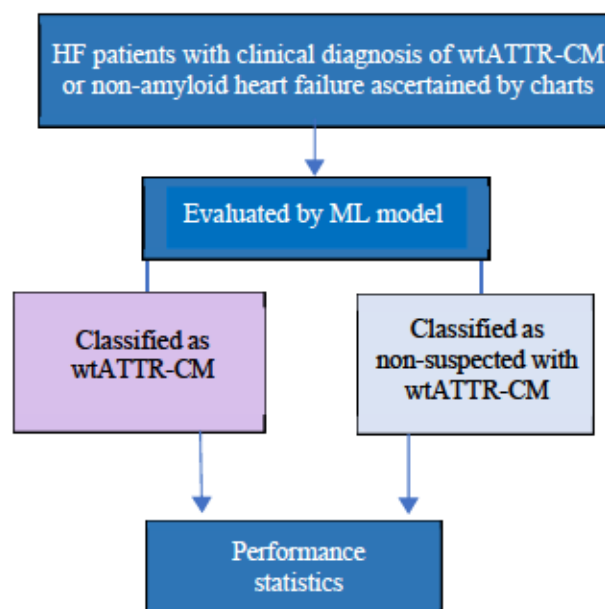 HF patients with clinical diagnosis of wtATTR-CM
or non-amyloid heart failure ascertained by charts
Evaluated by ML model
Classified as
wtATTR-CM
Classified as
non-suspected with
wtATTR-CM
Performance
statistics